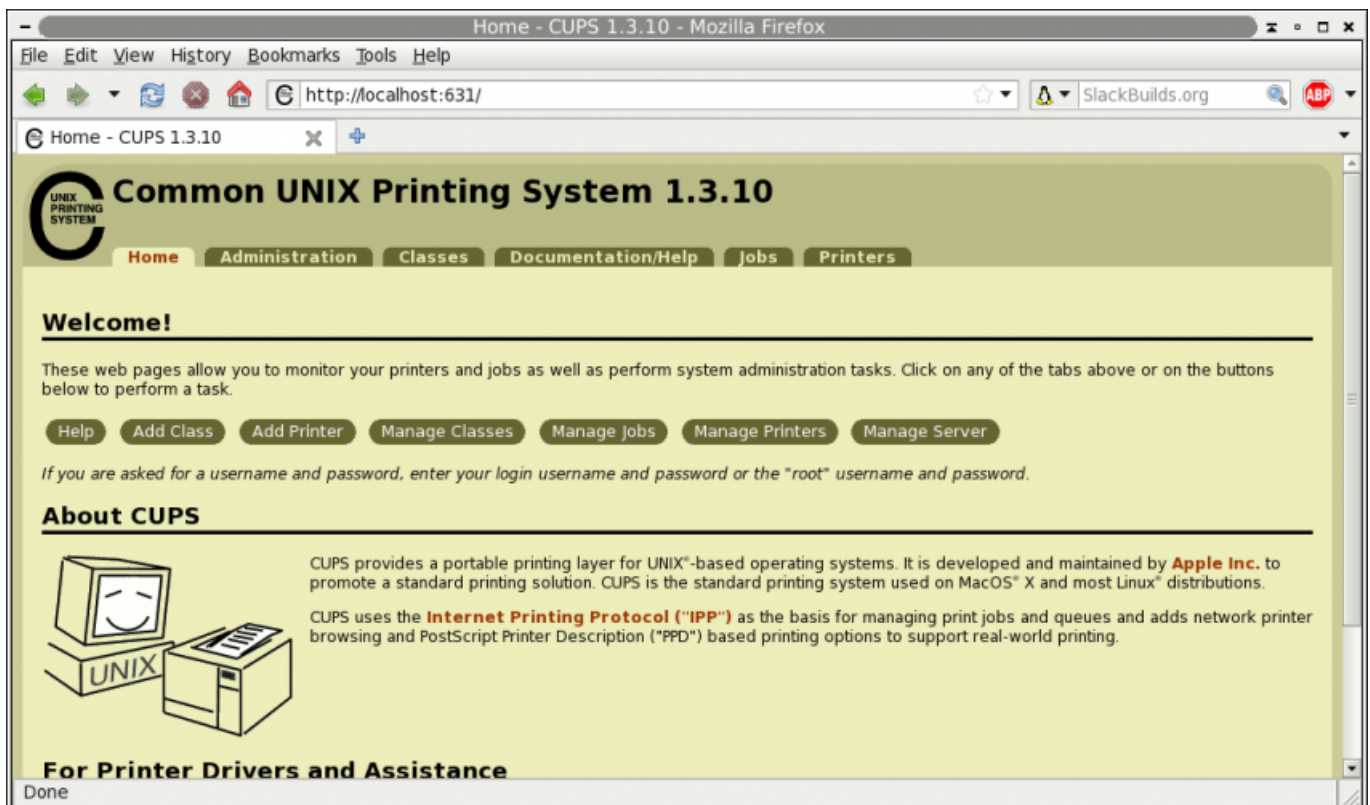 Home - CUPS 1.3.10 - Mozilla Firefox
File Edit View History Bookmarks Tools Help
http://localhost:631/ SlackBuilds.org ABP
Home - CUPS 1.3.10
UNIX
PRINTING
SYSTEM
Common UNIX Printing System 1.3.10
Home Administration Classes Documentation/Help Jobs Printers
Welcome!
These web pages allow you to monitor your printers and jobs as well as perform system administration tasks. Click on any of the tabs above or on the buttons
below to perform a task.
Help Add Class Add Printer Manage Classes Manage Jobs Manage Printers Manage Server
If you are asked for a username and password, enter your login username and password or the "root" username and password.
About CUPS
CUPS provides a portable printing layer for UNIX®-based operating systems. It is developed and maintained by Apple Inc. to
promote a standard printing solution. CUPS is the standard printing system used on MacOS® X and most Linux® distributions.
CUPS uses the Internet Printing Protocol ("IPP") as the basis for managing print jobs and queues and adds network printer
browsing and PostScript Printer Description ("PPD") based printing options to support real-world printing.
UNIX
For Printer Drivers and Assistance
Done